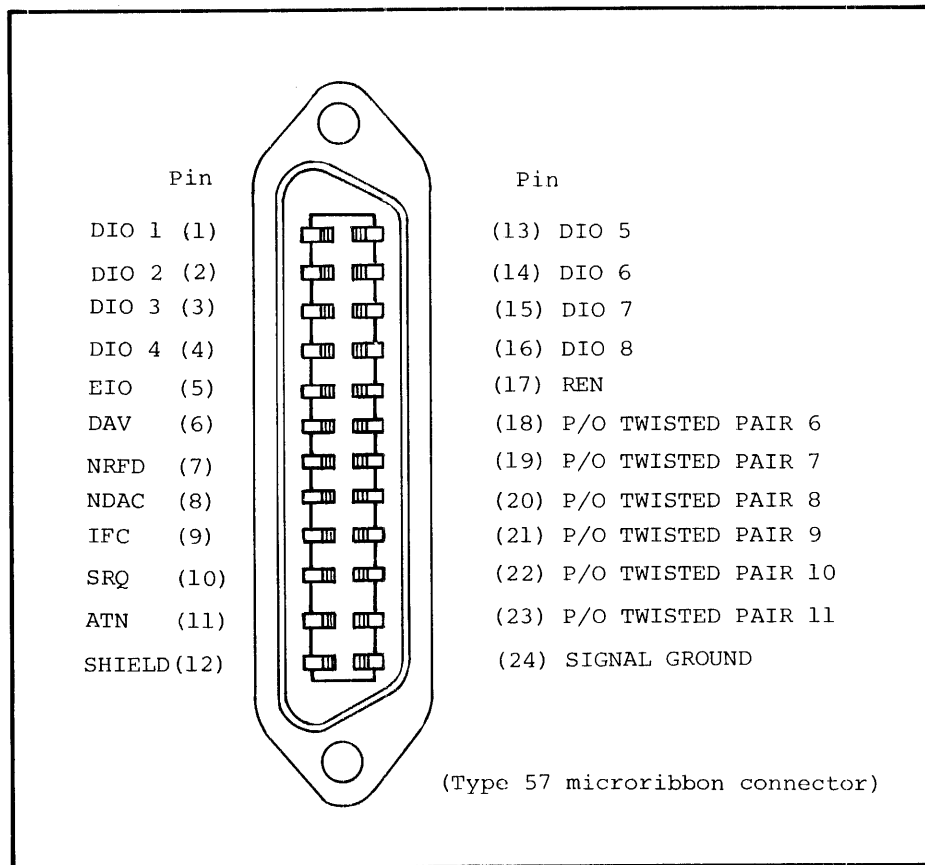 Pin
DIO 1 (1)
DIO 2 (2)
DIO 3 (3)
DIO 4 (4)
EIO (5)
DAV (6)
NRFD (7)
NDAC (8)
IFC (9)
SRQ (10)
ATN (11)
SHIELD (12)
Pin
(13) DIO 5
(14) DIO 6
(15) DIO 7
(16) DIO 8
(17) REN
(18) P/O TWISTED PAIR 6
(19) P/O TWISTED PAIR 7
(20) P/O TWISTED PAIR 8
(21) P/O TWISTED PAIR 9
(22) P/O TWISTED PAIR 10
(23) P/O TWISTED PAIR 11
(24) SIGNAL GROUND
(Type 57 microribbon connector)